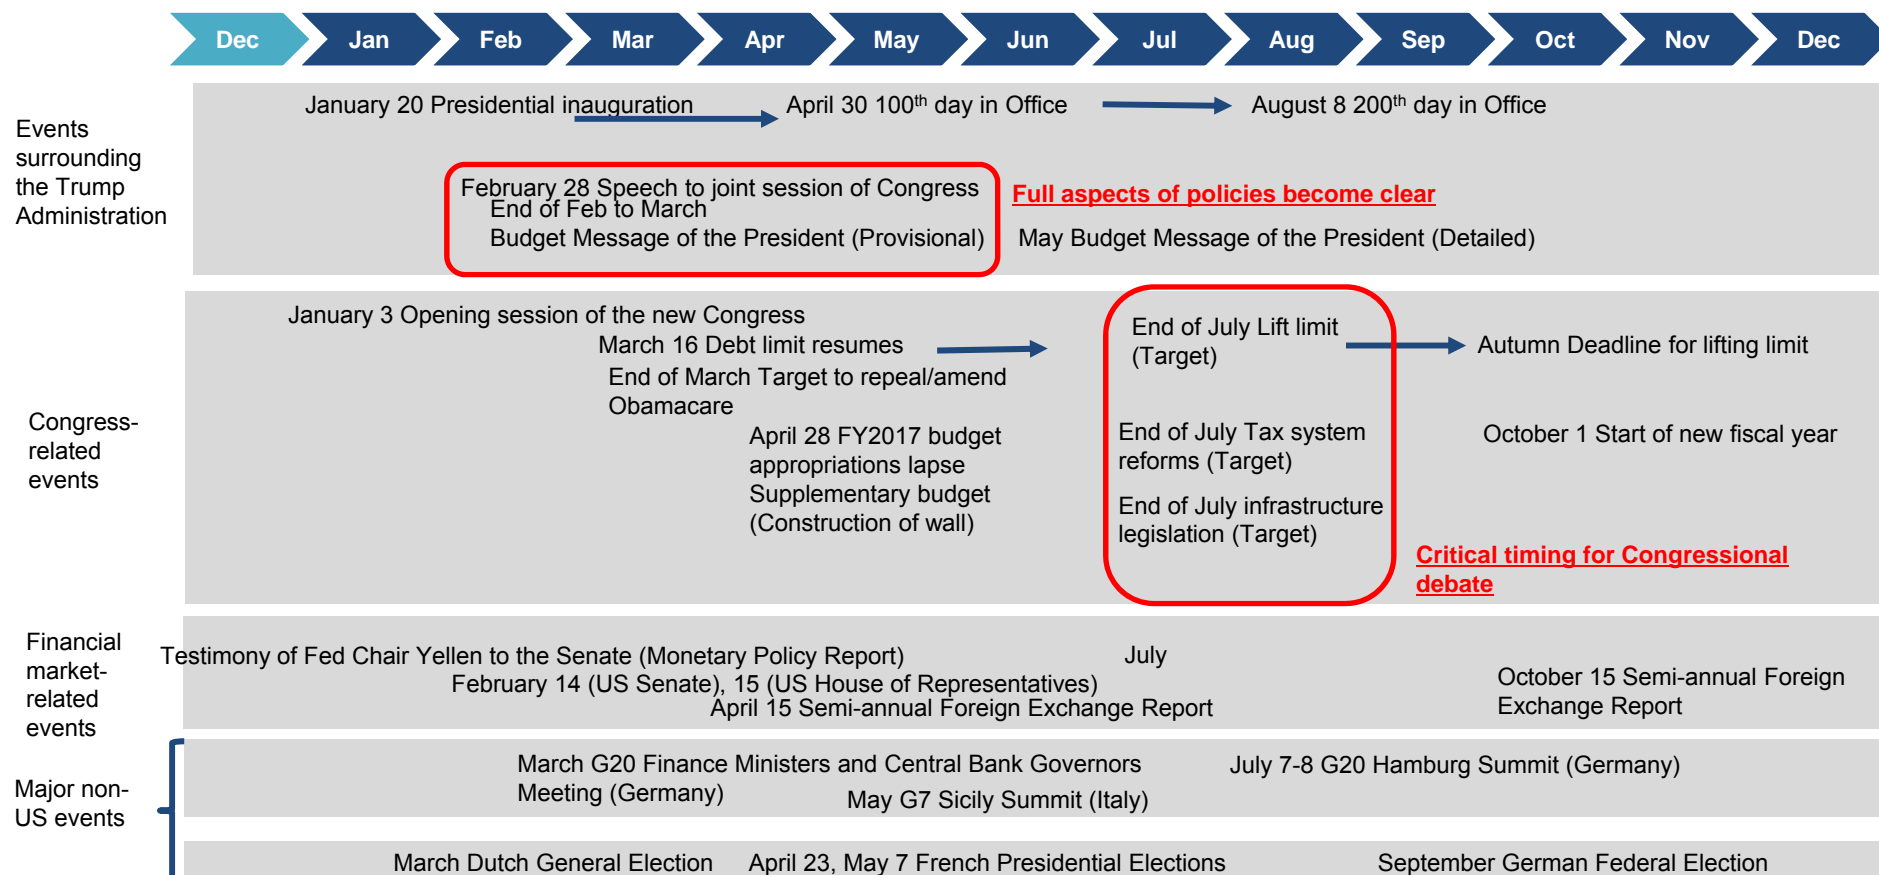 Dec Jan Feb Mar Apr May Jun Jul Aug Sep Oct Nov Dec
Events
surrounding
the Trump
Administration
January 20 Presidential inauguration
April 30 100th day in Office
August 8 200th day in Office
February 28 Speech to joint session of Congress
End of Feb to March
Budget Message of the President (Provisional)
Full aspects of policies become clear
May Budget Message of the President (Detailed)
Congress-
related
events
January 3 Opening session of the new Congress
March 16 Debt limit resumes
End of March Target to repeal/amend
Obamacare
April 28 FY2017 budget
appropriations lapse
Supplementary budget
(Construction of wall)
End of July Lift limit
(Target)
End of July Tax system
reforms (Target)
End of July infrastructure
legislation (Target)
Autumn Deadline for lifting limit
October 1 Start of new fiscal year
Critical timing for Congressional
debate
Financial
market-
related
events
Testimony of Fed Chair Yellen to the Senate (Monetary Policy Report)
February 14 (US Senate), 15 (US House of Representatives)
April 15 Semi-annual Foreign Exchange Report
July
October 15 Semi-annual Foreign
Exchange Report
Major non-
US events
March G20 Finance Ministers and Central Bank Governors
Meeting (Germany)
May G7 Sicily Summit (Italy)
July 7-8 G20 Hamburg Summit (Germany)
March Dutch General Election
April 23, May 7 French Presidential Elections
September German Federal Election